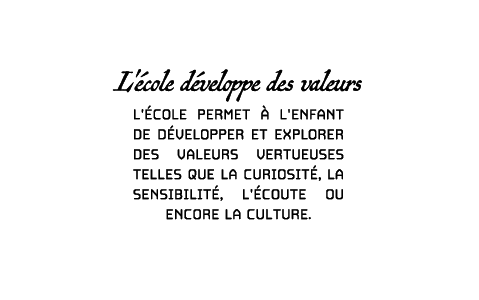 L'école développe des valeurs
L'ÉCOLE PERMET À L'ENFANT
DE DÉVELOPPER ET EXPLORER
DES VALEURS VERTUEUSES
TELLES QUE LA CURIOSITÉ, LA
SENSIBILITÉ, L'ÉCOUTE OU
ENCORE LA CULTURE.